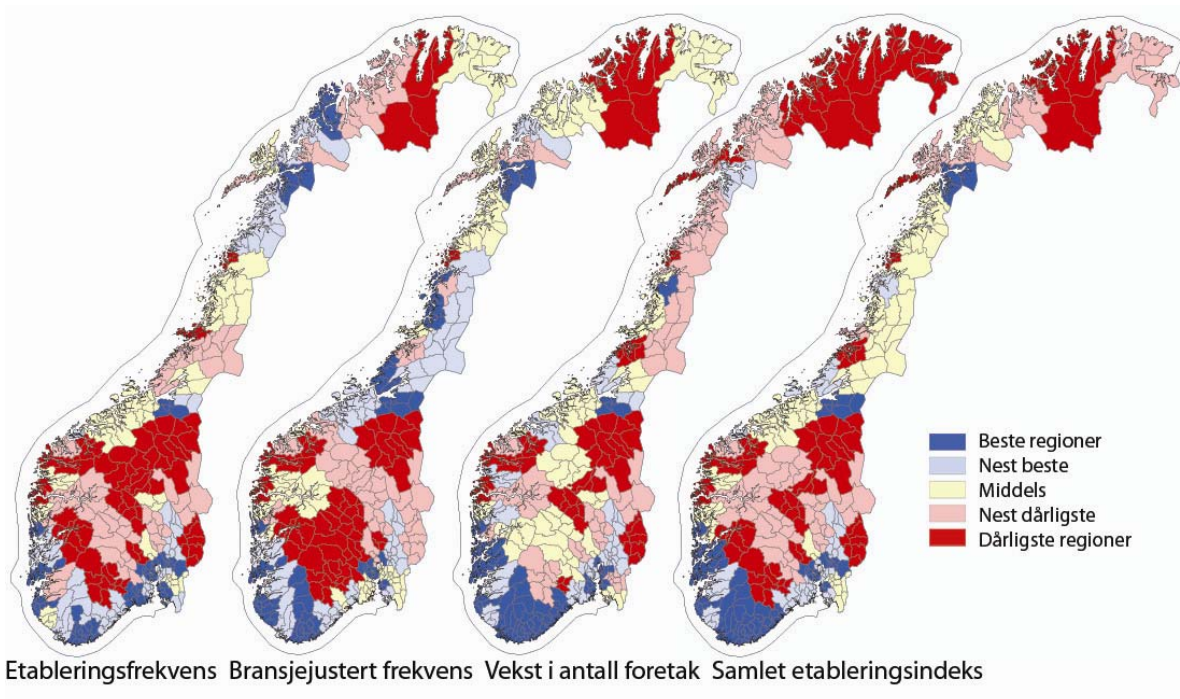 Beste regioner
Nest beste
Middels
Nest dårligste
Dårligste regioner
Etableringsfrekvens Bransjejustert frekvens Vekst i antall foretak Samlet etableringsindeks